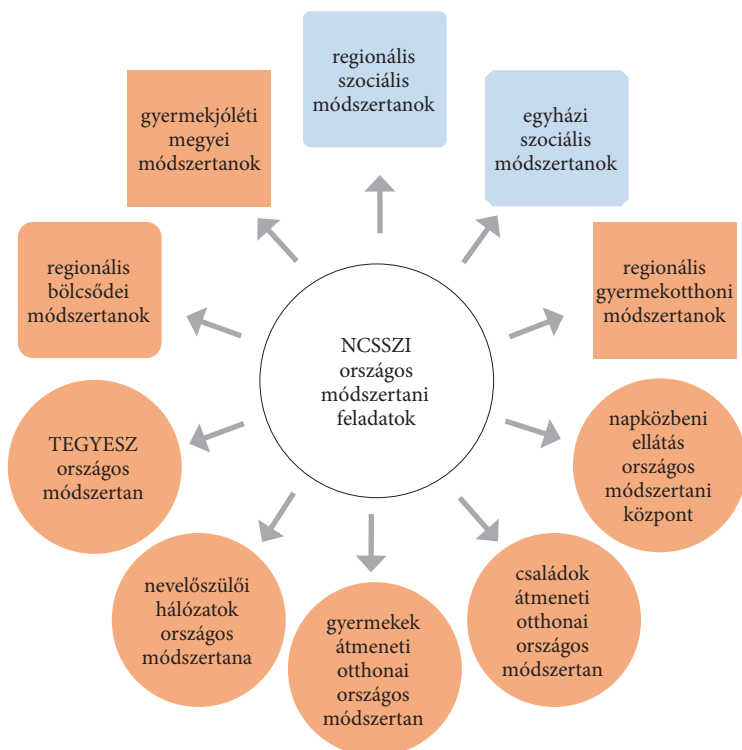 regionális
szociális
módszertanok
egyházi
szociális
módszertanok
gyermekjóléti
megyei
módszertanok
regionális
bölcsődei
módszertanok
regionális
gyermekotthoni
módszertanok
NCSSZI
országos
módszertani
feladatok
TEGYESZ
országos
módszertan
napközbeni
ellátás
országos
módszertani
központ
nevelőszülői
hálózatok
országos
módszertana
gyermekek
átmeneti
otthonai
országos
módszertan
családok
átmeneti
otthonai
országos
módszertan